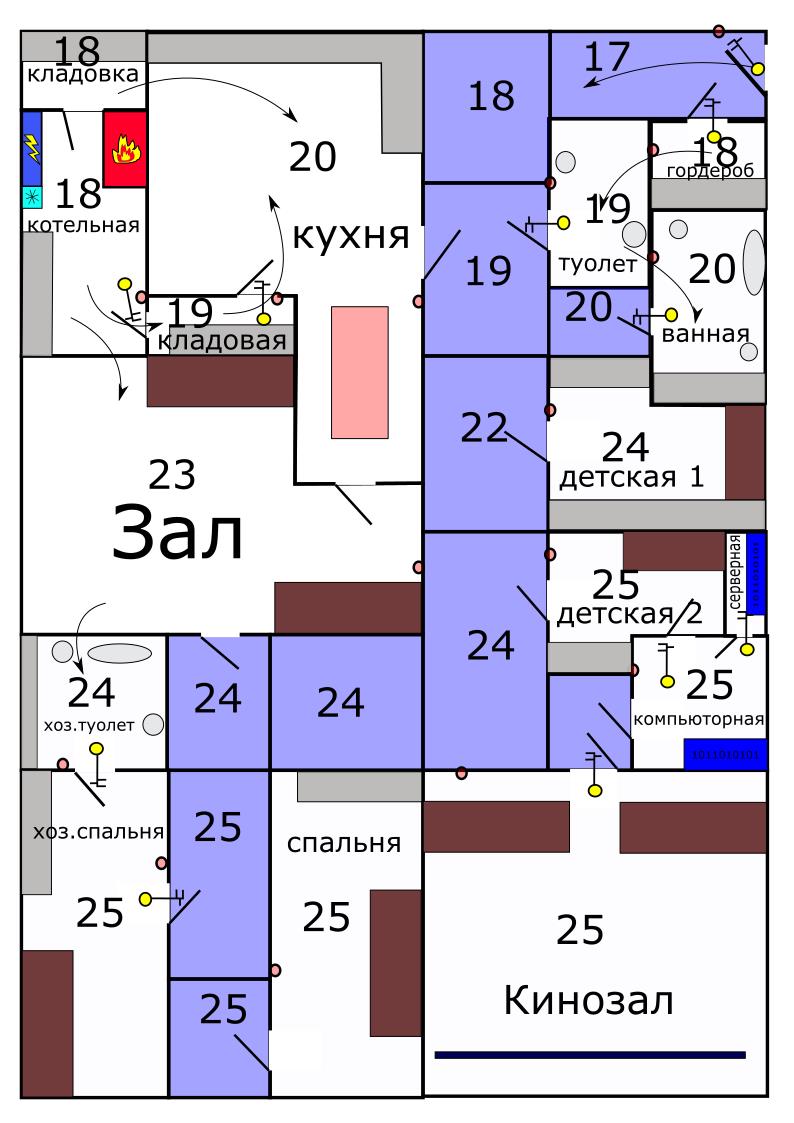 18
кладовка
18
17
20
18
18
гордероб
котельная
кухня
19
туолет
19
20
19
кладовая
20
ванная
22
24
детская 1
23
Зал
серверная
25
детская 2
24
24
хоз.туолет
24
24
25
компьюторная
1011010101
25
хоз.спальня
спальня
25
25
25
Кинозал
25